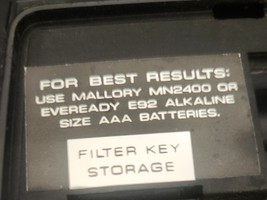 FOR BEST RESULTS:
USE MALLORY MN2400 OR
EVEREADY E92 ALKALINE
SIZE AAA BATTERIES.
FILTER KEY
STORAGE